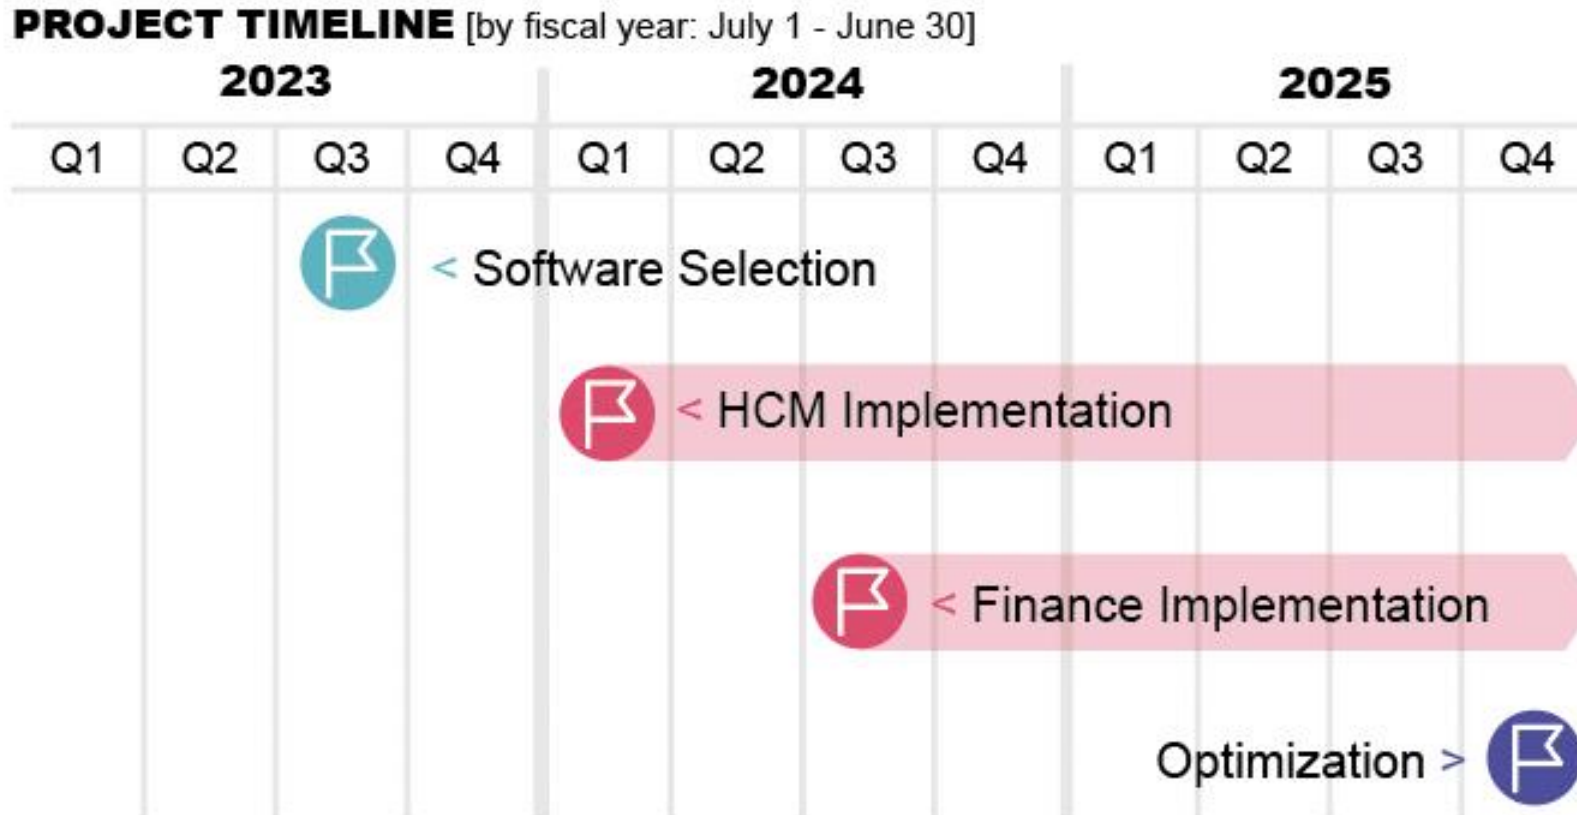 PROJECT TIMELINE [by fiscal year: July 1 - June 30]
2023 2024 2025
Q1 Q2 Q3 Q4 Q1 Q2 Q3 Q4 Q1 Q2 Q3 Q4
< Software Selection
< HCM Implementation
< Finance Implementation
Optimization >